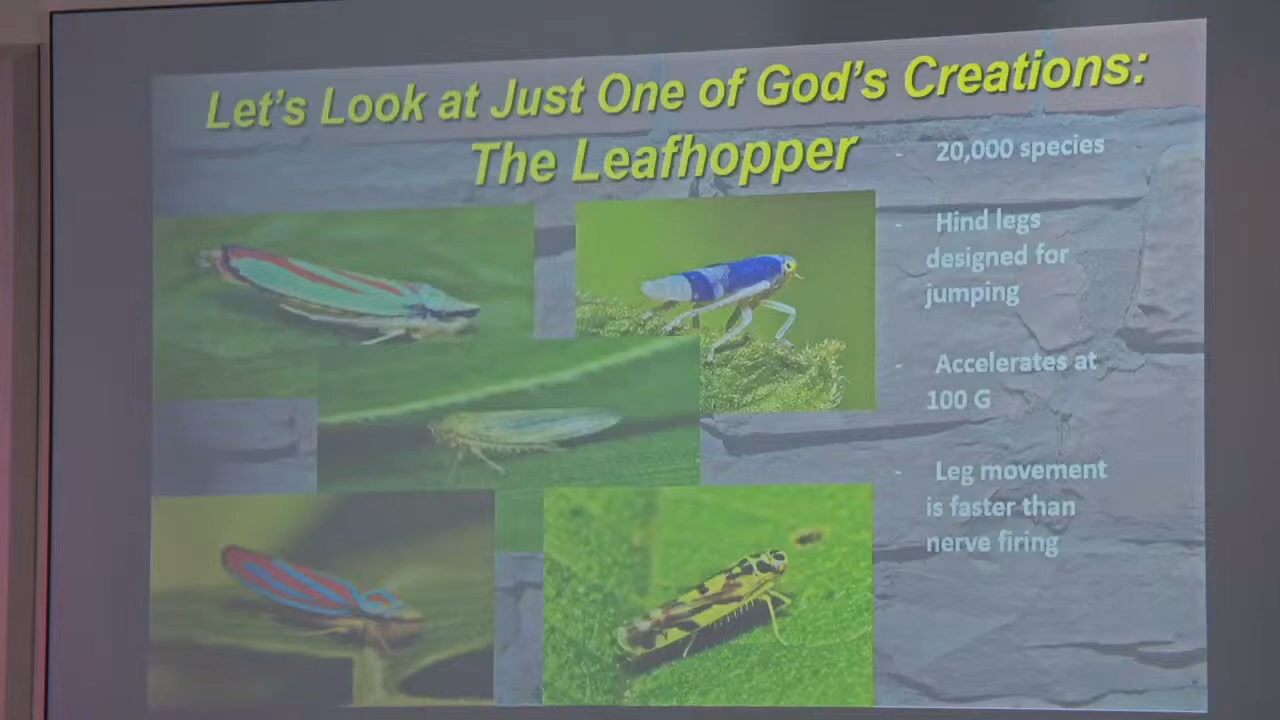 Let's Look at Just One of God's Creations:
The Leafhopper
- 20,000 species
- Hind legs
designed for
jumping
- Accelerates at
100 G
- Leg movement
is faster than
nerve firing